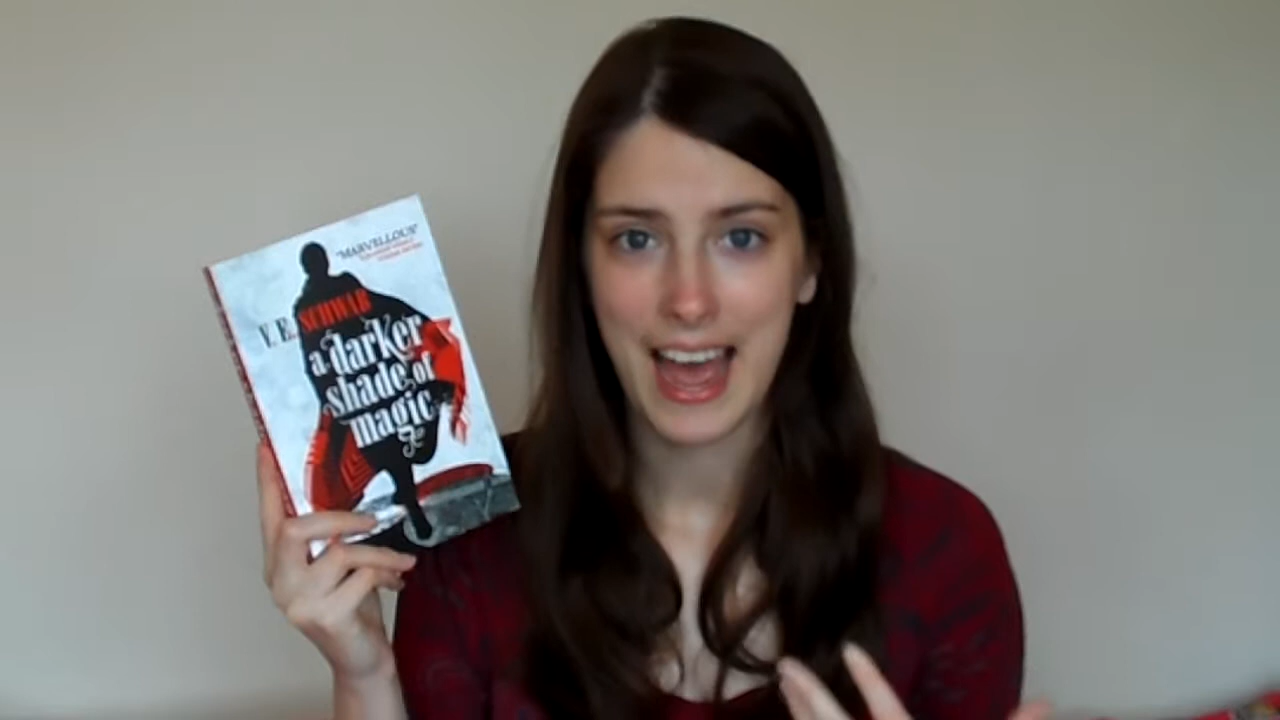 "MARVELLOUS"
V. E. SCHWAB
a darker
shade of
magic